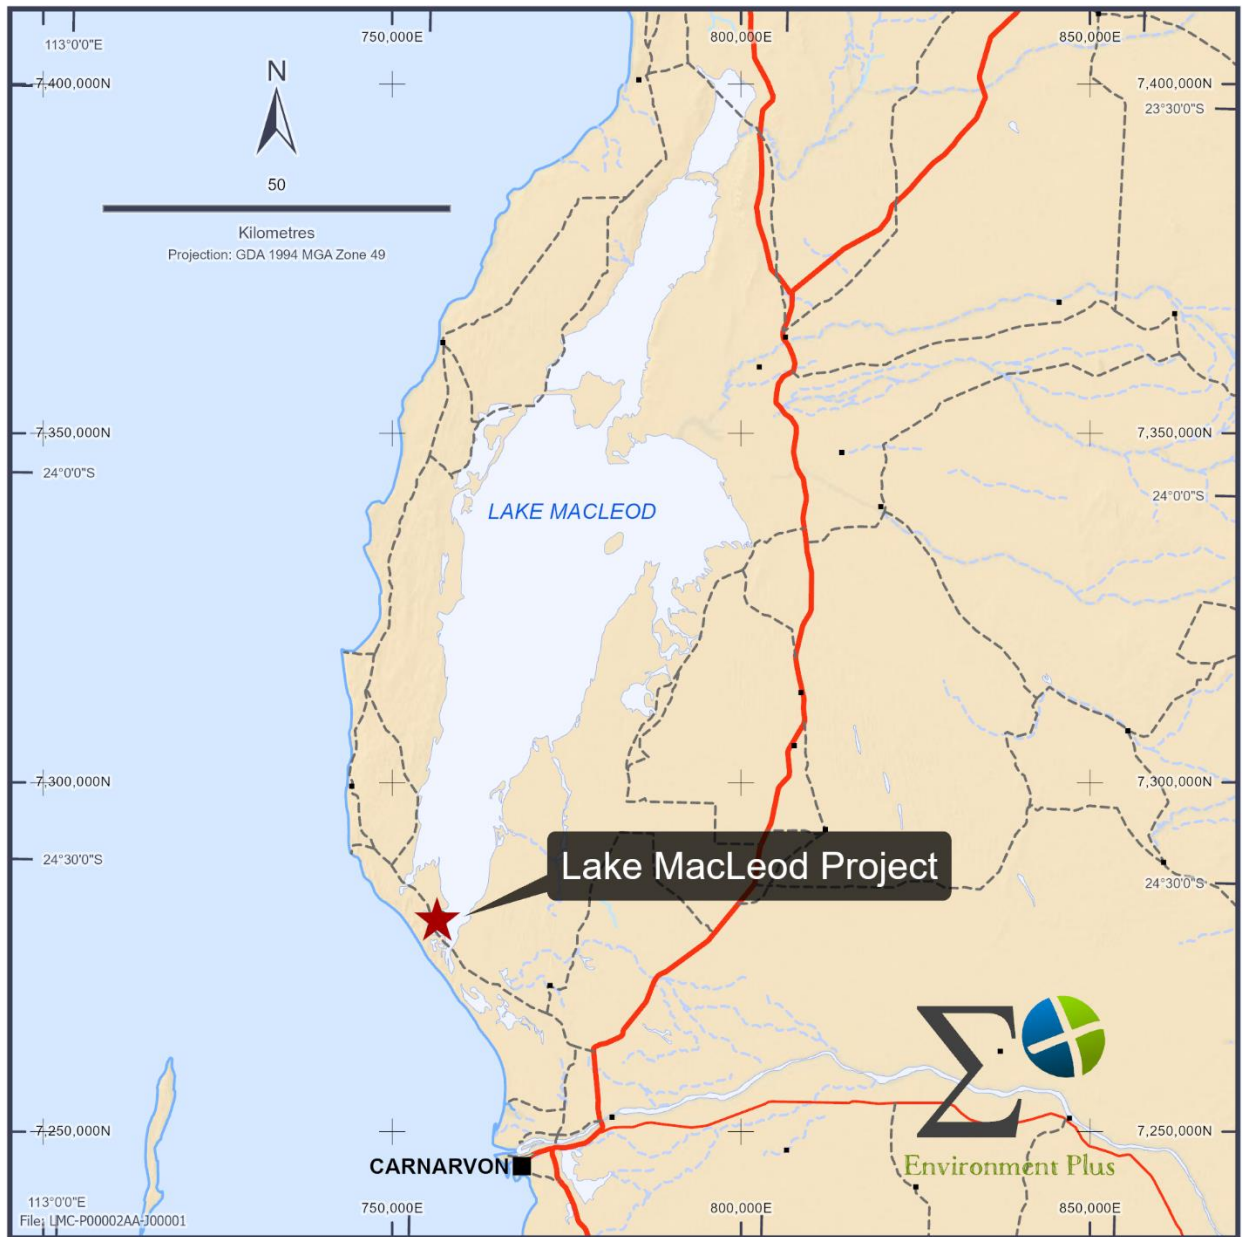 750,000E
800,000E
850,000E
113°0'0"E
7,400,000N
7,400,000N
23°30'0"S
N
50
Kilometres
Projection: GDA 1994 MGA Zone 49
7,350,000N
7,350,000N
24°0'0"S
24°0'0"S
LAKE MACLEOD
7,300,000N
7,300,000N
24°30'0"S
24°30'0"S
Lake MacLeod Project
7,250,000N
7,250,000N
CARNARVON
Environment Plus
113°0'0"E
750,000E
800,000E
850,000E
File: LMC-P00002AA-J00001